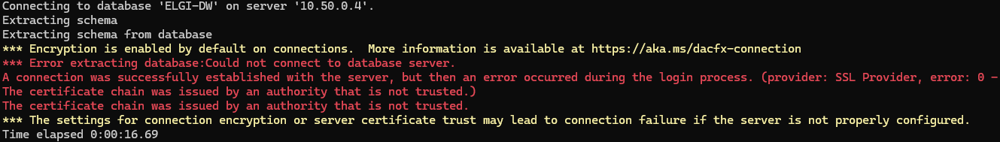 Connecting to database 'ELGI-DW' on server '10.50.0.4'.
Extracting schema
Extracting schema from database
*** Encryption is enabled by default on connections.  More information is available at https://aka.ms/dacfx-connection
*** Error extracting database:Could not connect to database server.
A connection was successfully established with the server, but then an error occurred during the login process. (provider: SSL Provider, error: 0 -
The certificate chain was issued by an authority that is not trusted.)
The certificate chain was issued by an authority that is not trusted.
*** The settings for connection encryption or server certificate trust may lead to connection failure if the server is not properly configured.
Time elapsed 0:00:16.69